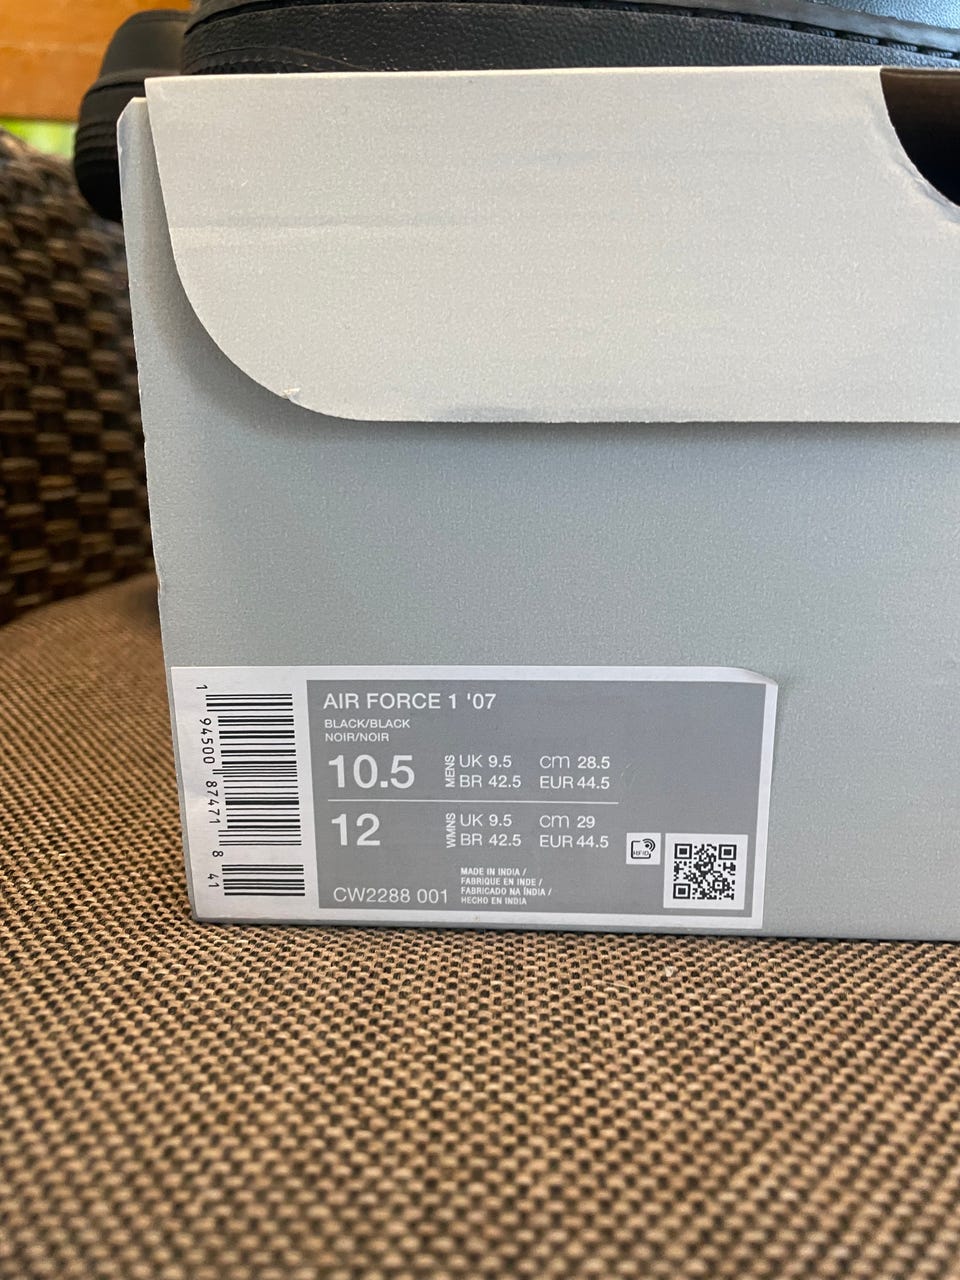 AIR FORCE 1 '07
BLACK/BLACK
NOIR/NOIR
10.5 MENS UK 9.5 cm 28.5
BR 42.5 EUR 44.5
12 WMNS UK 9.5 cm 29
BR 42.5 EUR 44.5
RFID
CW2288 001
MADE IN INDIA /
FABRIQUE EN INDE /
FABRICADO NA ÍNDIA /
HECHO EN INDIA
1 94500 87471 8 41